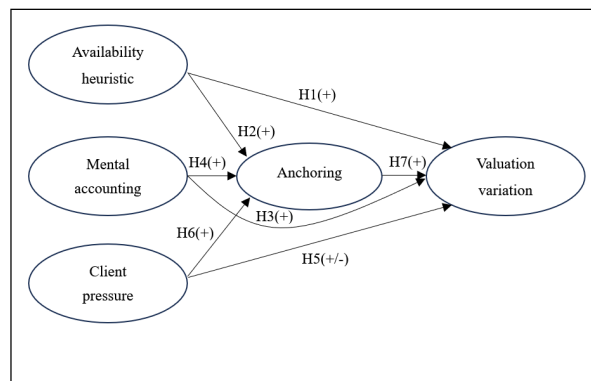 Availability
heuristic
H1(+)
H2(+)
Mental
accounting
H4(+)
Anchoring
H7(+)
Valuation
variation
H3(+)
H6(+)
H5(+/-)
Client
pressure